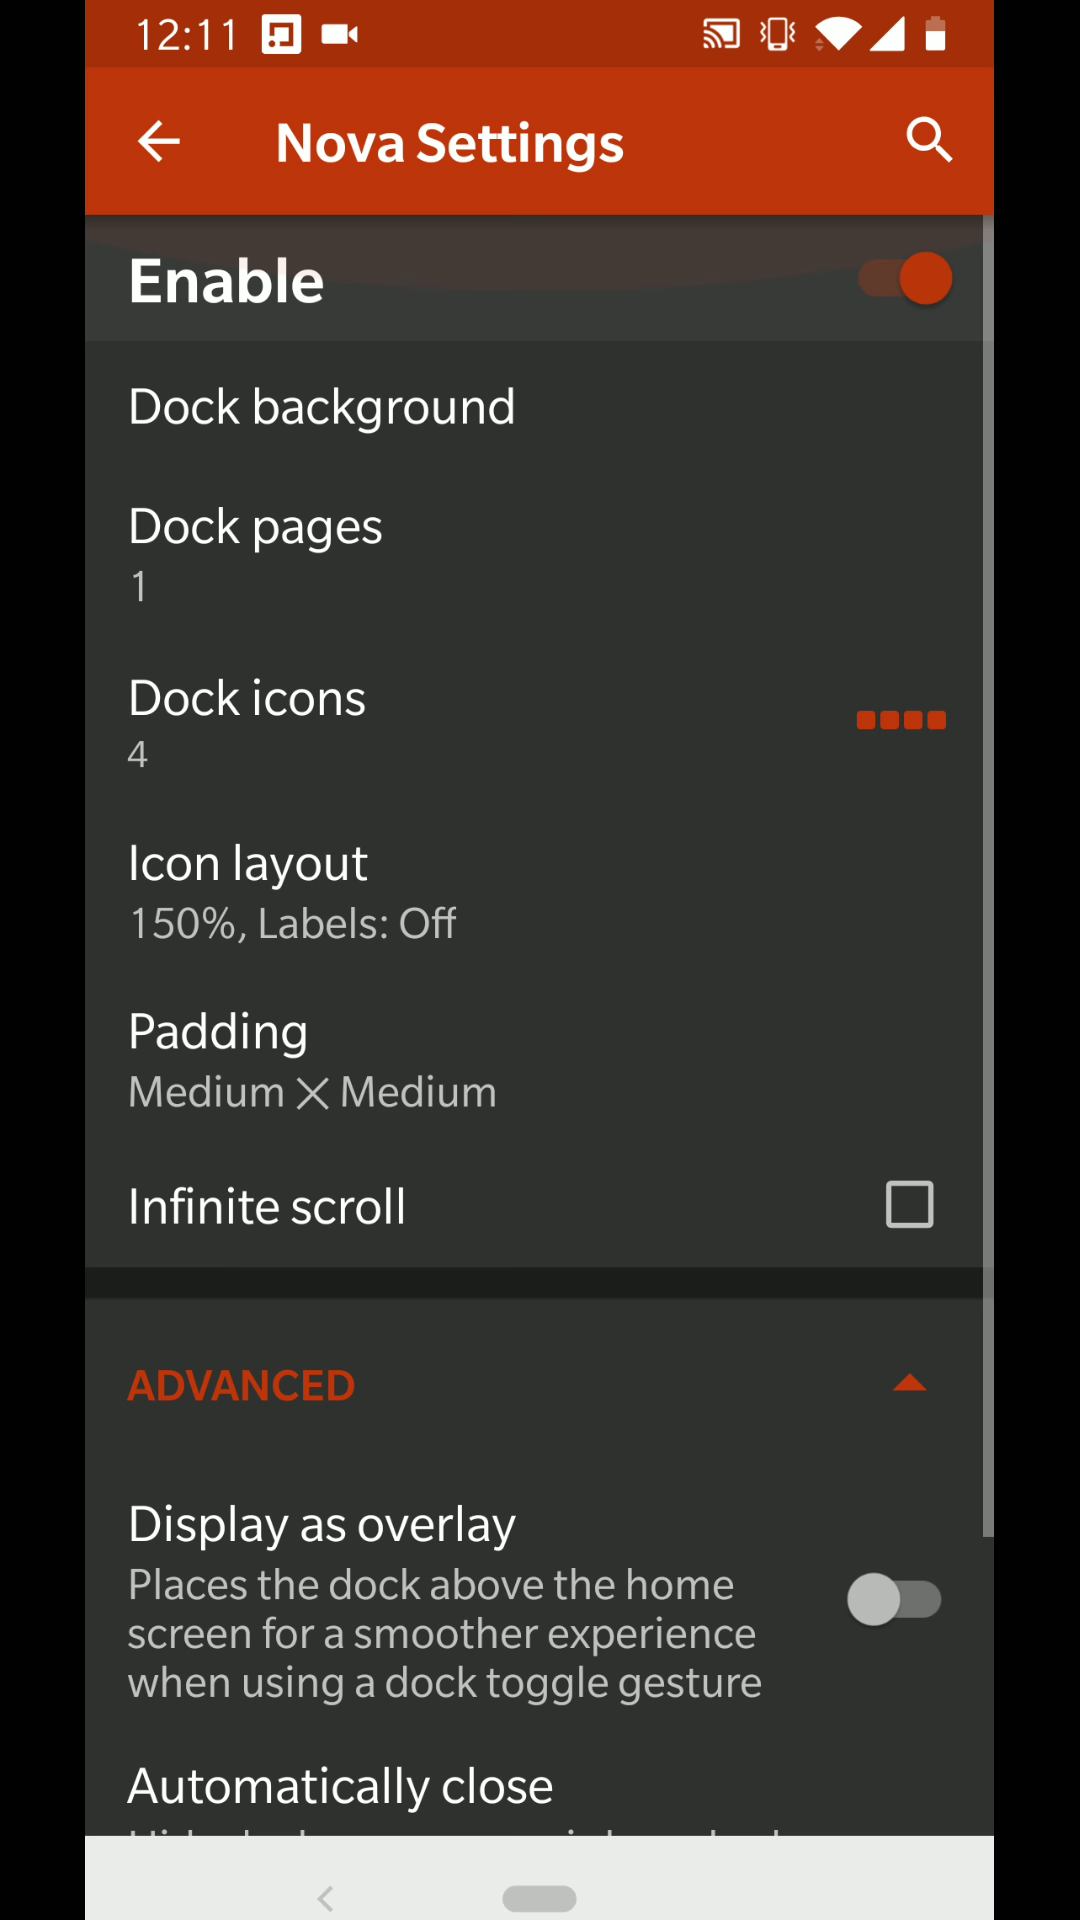 12:11
Nova Settings
Enable
Dock background
Dock pages
1
Dock icons
4
Icon layout
150%, Labels: Off
Padding
Medium × Medium
Infinite scroll
ADVANCED
Display as overlay
Places the dock above the home
screen for a smoother experience
when using a dock toggle gesture
Automatically close